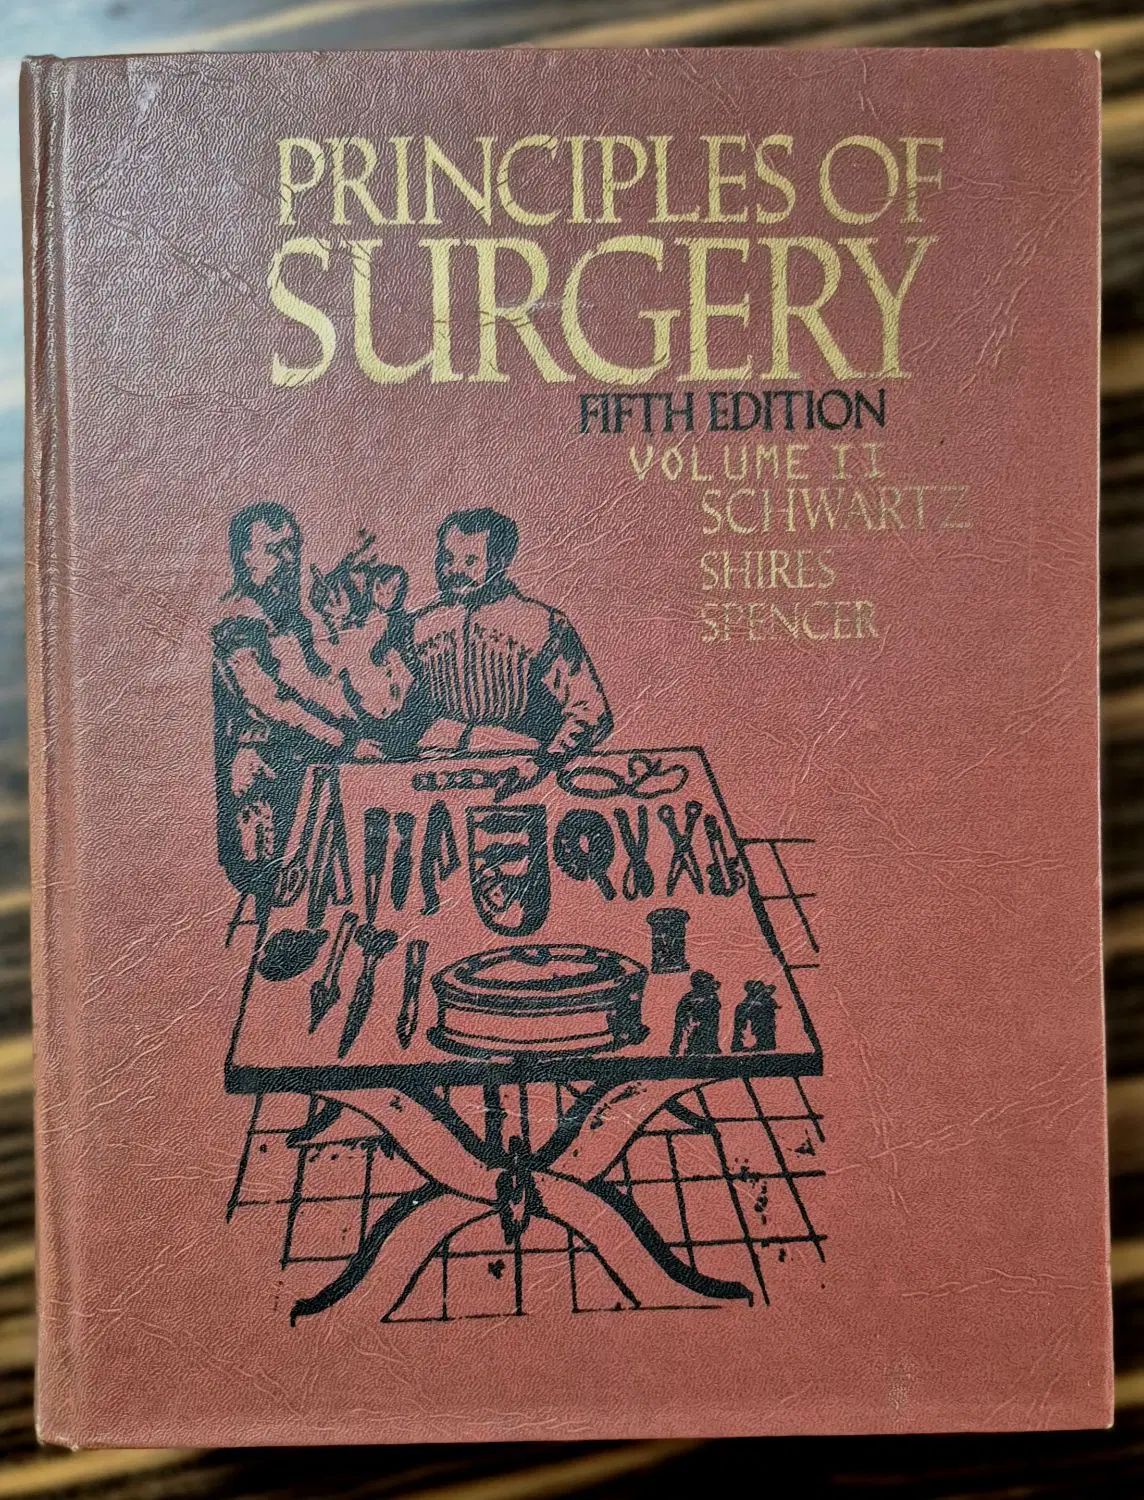 PRINCIPLES OF
SURGERY
FIFTH EDITION
VOLUME II
SCHWARTZ
SHIRES
SPENCER